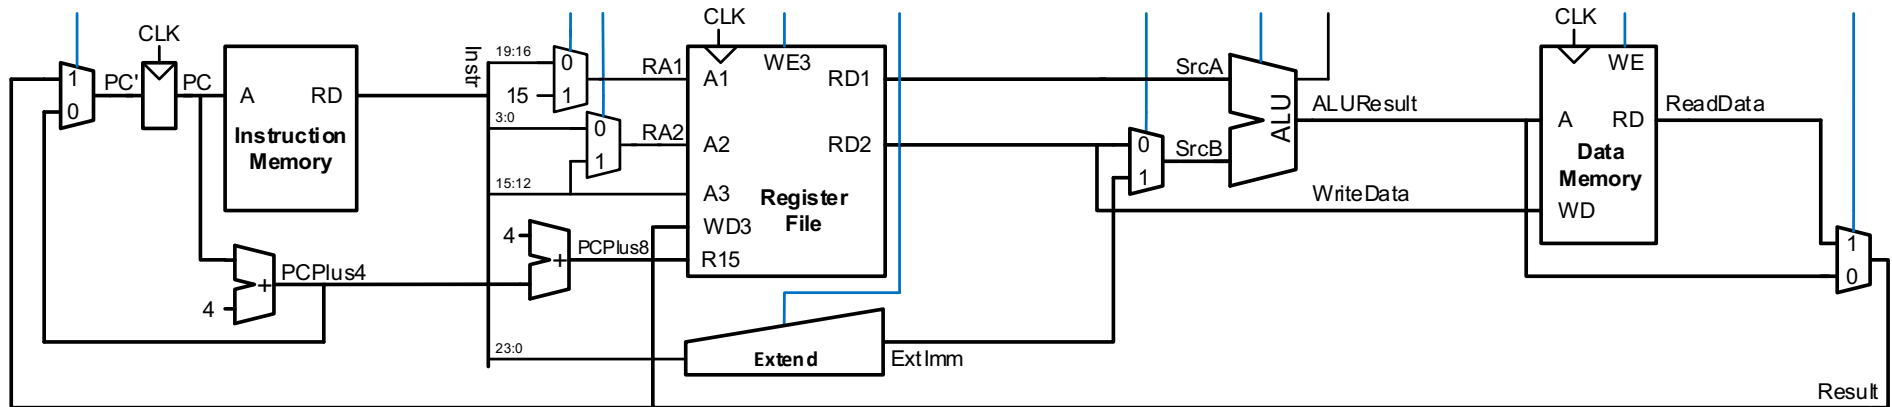 CLK
1
0
PC'
PC
A
RD
Instruction
Memory
4
+
PCPlus4
Instr
19:16
0
15
1
3:0
0
1
15:12
4
+
PCPlus8
23:0
RA1
RA2
CLK
WE3
A1
RD1
A2
RD2
A3
WD3
R15
Register
File
Extend
ExtImm
0
1
SrcA
SrcB
ALU
ALUResult
WriteData
CLK
WE
A
RD
Data
Memory
WD
ReadData
1
0
Result